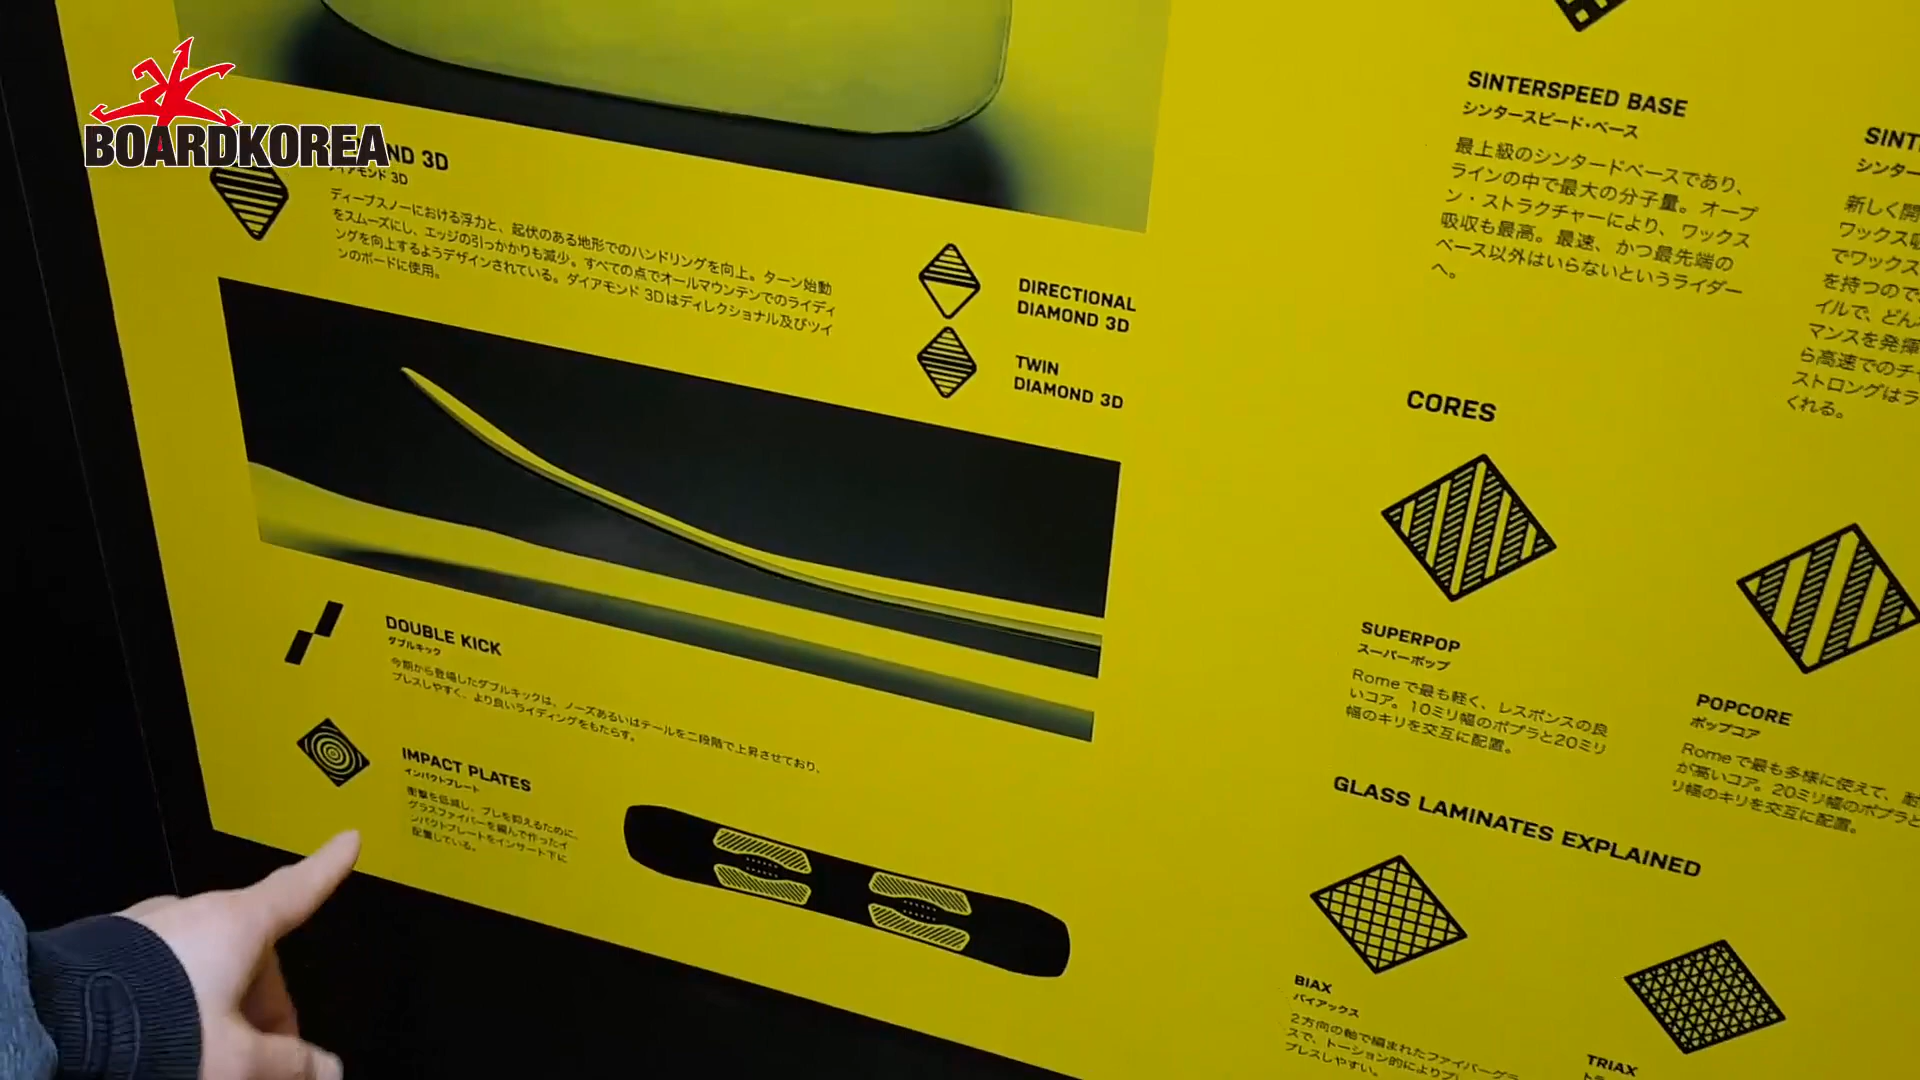 BOARDKOREA
ND 3D
イアモンド 3D
ディープスノーにおける浮力と、起伏のある地形でのハンドリングを向上。ターン始動
をスムーズにし、エッジの引っかかりも減少。すべての点でオールマウンテンでのライディ
ングを向上するようデザインされている。ダイアモンド 3Dはディレクショナル及びツイ
ンのボードに使用。
DIRECTIONAL
DIAMOND 3D
TWIN
DIAMOND 3D
DOUBLE KICK
ダブルキック
今期から登場したダブルキックは、ノーズあるいはテールを二段階で上昇させており、
プレスしやすく、より良いライディングをもたらす。
IMPACT PLATES
インパクトプレート
衝撃を低減し、ブレを抑えるために、
グラスファイバーを編んで作ったイ
ンパクトプレートをインサート下に
配置している。
SINTERSPEED BASE
シンタースピード・ベース
最上級のシンタードベースであり、
ラインの中で最大の分子量。オープ
ン・ストラクチャーにより、ワックス
吸収も最高。最速、かつ最先端の
ベース以外はいらないというライダー
へ。
SINT
シンター
新しく開
ワックス吸
でワックス
を持つので
イルで、どん
マンスを発揮
ら高速でのチ
ストロングはラ
くれる。
CORES
SUPERPOP
スーパーポップ
Romeで最も軽く、レスポンスの良
いコア。10ミリ幅のポプラと20ミリ
幅のキリを交互に配置。
POPCORE
ポップコア
Romeで最も多様に使えて、耐
が高いコア。20ミリ幅のポプラと
リ幅のキリを交互に配置。
GLASS LAMINATES EXPLAINED
BIAX
バイアックス
2方向の軸で編まれたファイバーグラ
スで、トーション的によりプ
プレスしやすい。
TRIAX